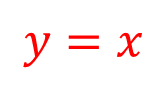 y = x